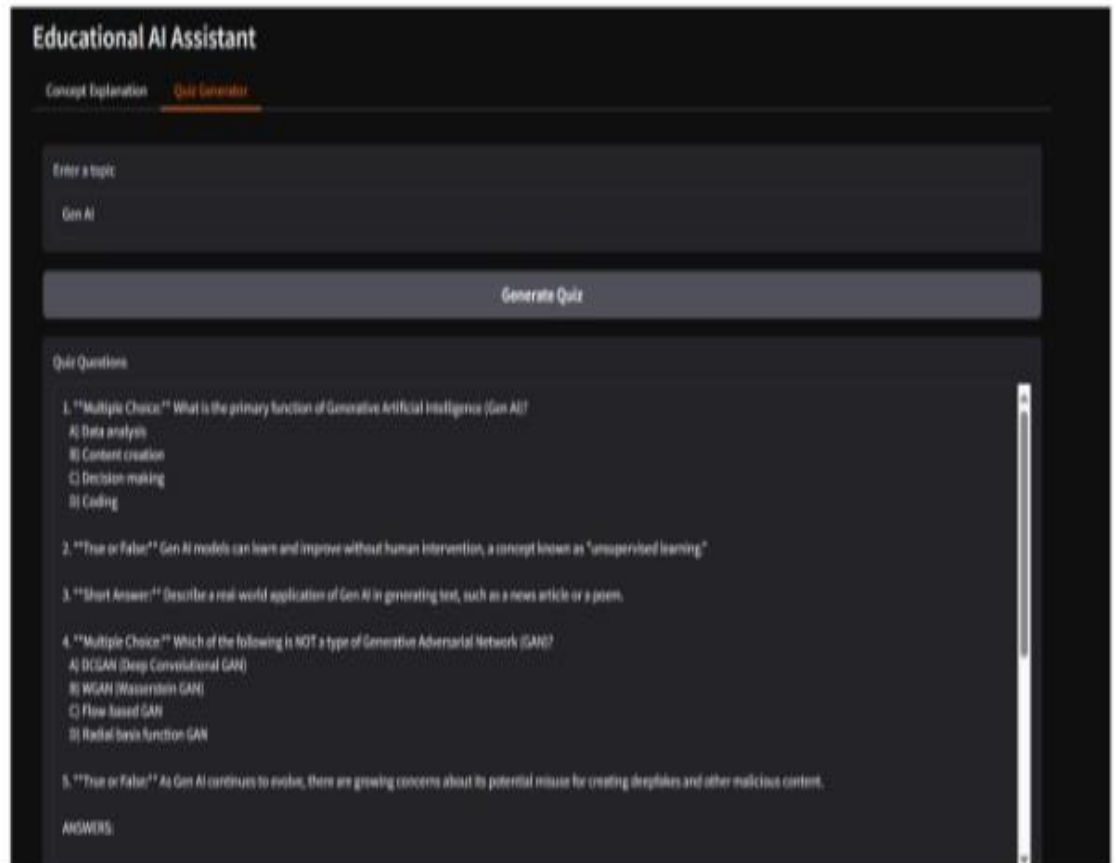 Educational AI Assistant
Concept Explanation Quiz Generator
Enter a topic
Gen AI
Generate Quiz
Quiz Questions
1. **Multiple Choice:** What is the primary function of Generative Artificial Intelligence (Gen AI)?
A) Data analysis
B) Content creation
C) Decision making
D) Coding
2. **True or False:** Gen AI models can learn and improve without human intervention, a concept known as "unsupervised learning."
3. **Short Answer:** Describe a real-world application of Gen AI in generating text, such as a news article or a poem.
4. **Multiple Choice:** Which of the following is NOT a type of Generative Adversarial Network (GAN)?
A) DCGAN (Deep Convolutional GAN)
B) WGAN (Wasserstein GAN)
C) Flow-based GAN
D) Radial basis function GAN
5. **True or False:** As Gen AI continues to evolve, there are growing concerns about its potential misuse for creating deepfakes and other malicious content.
ANSWERS: